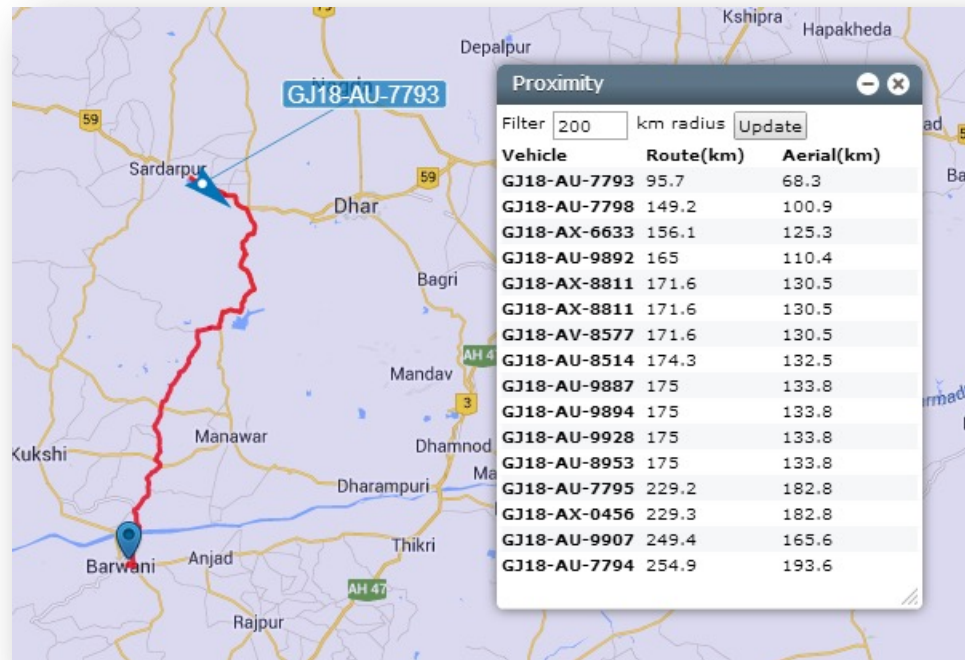 79
Kshipra
Hapakheda
Depalpur
GJ18-AU-7793
59
Sardarpur
59
Dhar
Bagri
AH 47
Mandav
3
Manawar
Kukshi
Dhamnod
Dharampuri
Thikri
Barwani
Anjad
AH 47
Rajpur
Proximity
Filter 200 km radius Update
Vehicle Route(km) Aerial(km)
GJ18-AU-7793 95.7 68.3
GJ18-AU-7798 149.2 100.9
GJ18-AX-6633 156.1 125.3
GJ18-AU-9892 165 110.4
GJ18-AX-8811 171.6 130.5
GJ18-AX-8811 171.6 130.5
GJ18-AV-8577 171.6 130.5
GJ18-AU-8514 174.3 132.5
GJ18-AU-9887 175 133.8
GJ18-AU-9894 175 133.8
GJ18-AU-9928 175 133.8
GJ18-AU-8953 175 133.8
GJ18-AU-7795 229.2 182.8
GJ18-AX-0456 229.3 182.8
GJ18-AU-9907 249.4 165.6
GJ18-AU-7794 254.9 193.6